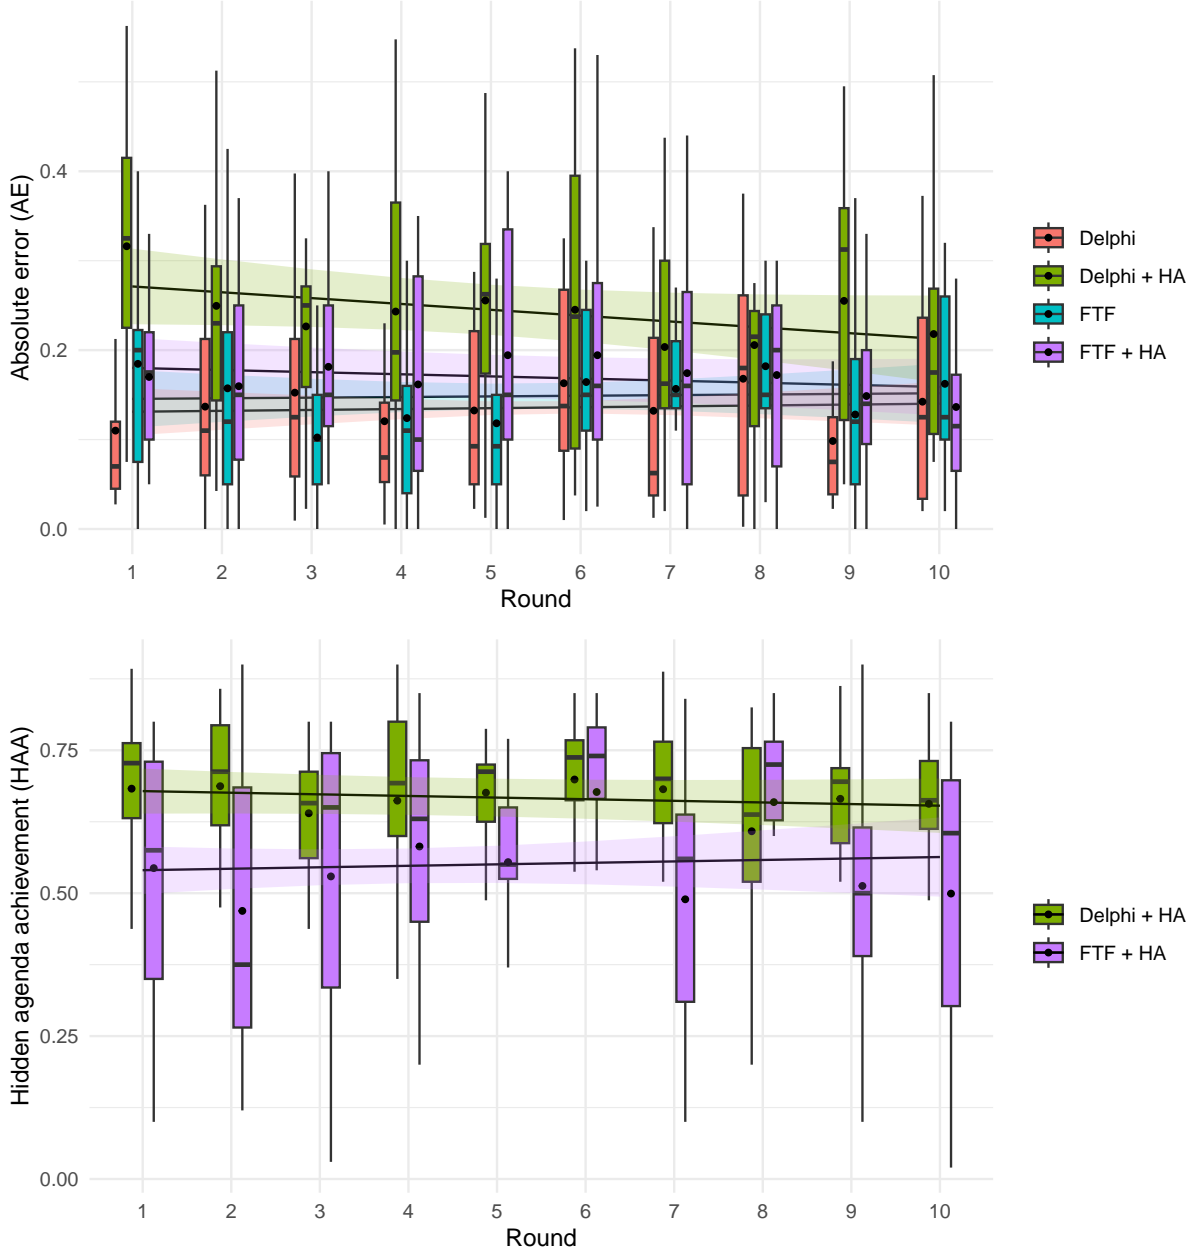 Absolute error (AE)
0.4
0.2
0.0
1 2 3 4 5 6 7 8 9 10
Round
Delphi
Delphi + HA
FTF
FTF + HA
Hidden agenda achievement (HAA)
0.75
0.50
0.25
0.00
1 2 3 4 5 6 7 8 9 10
Round
Delphi + HA
FTF + HA